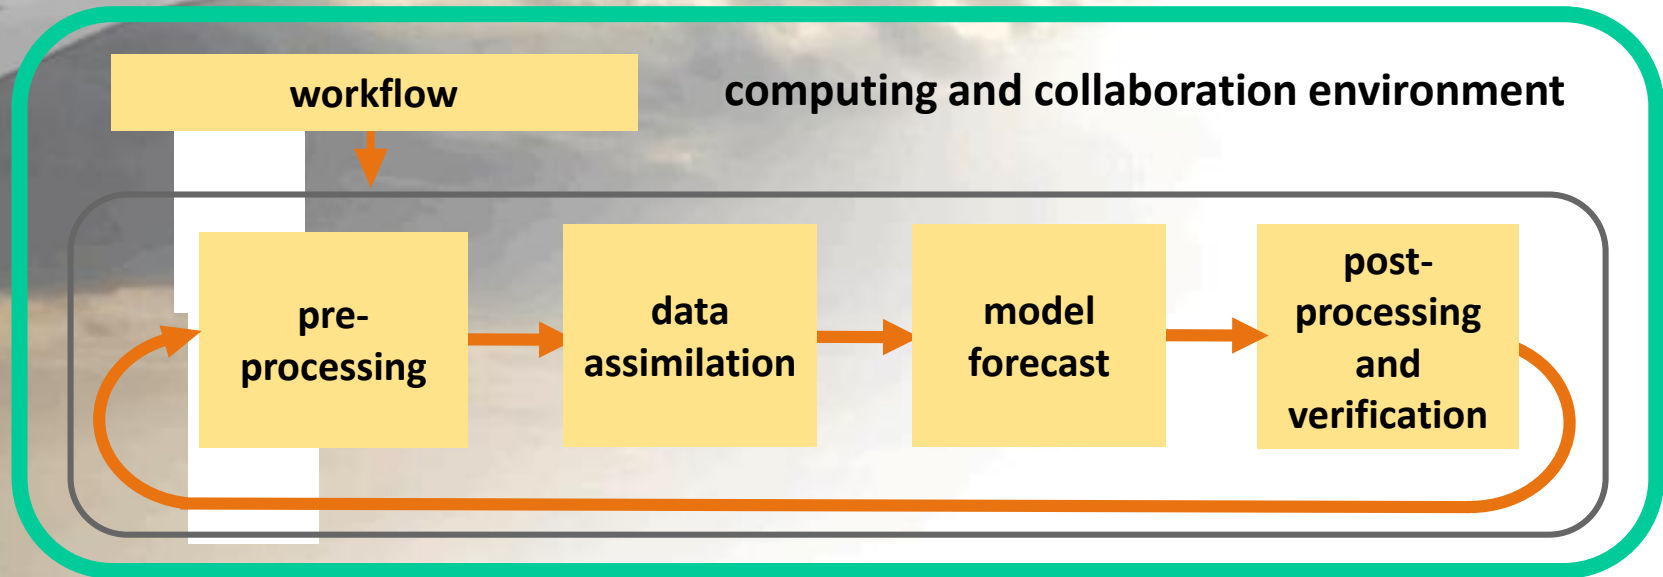 workflow
computing and collaboration environment
pre-
processing
data
assimilation
model
forecast
post-
processing
and
verification